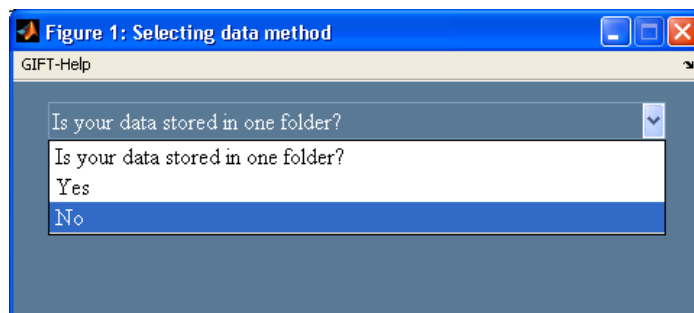 Figure 1: Selecting data method
GIFT-Help
Is your data stored in one folder?
Is your data stored in one folder?
Yes
No